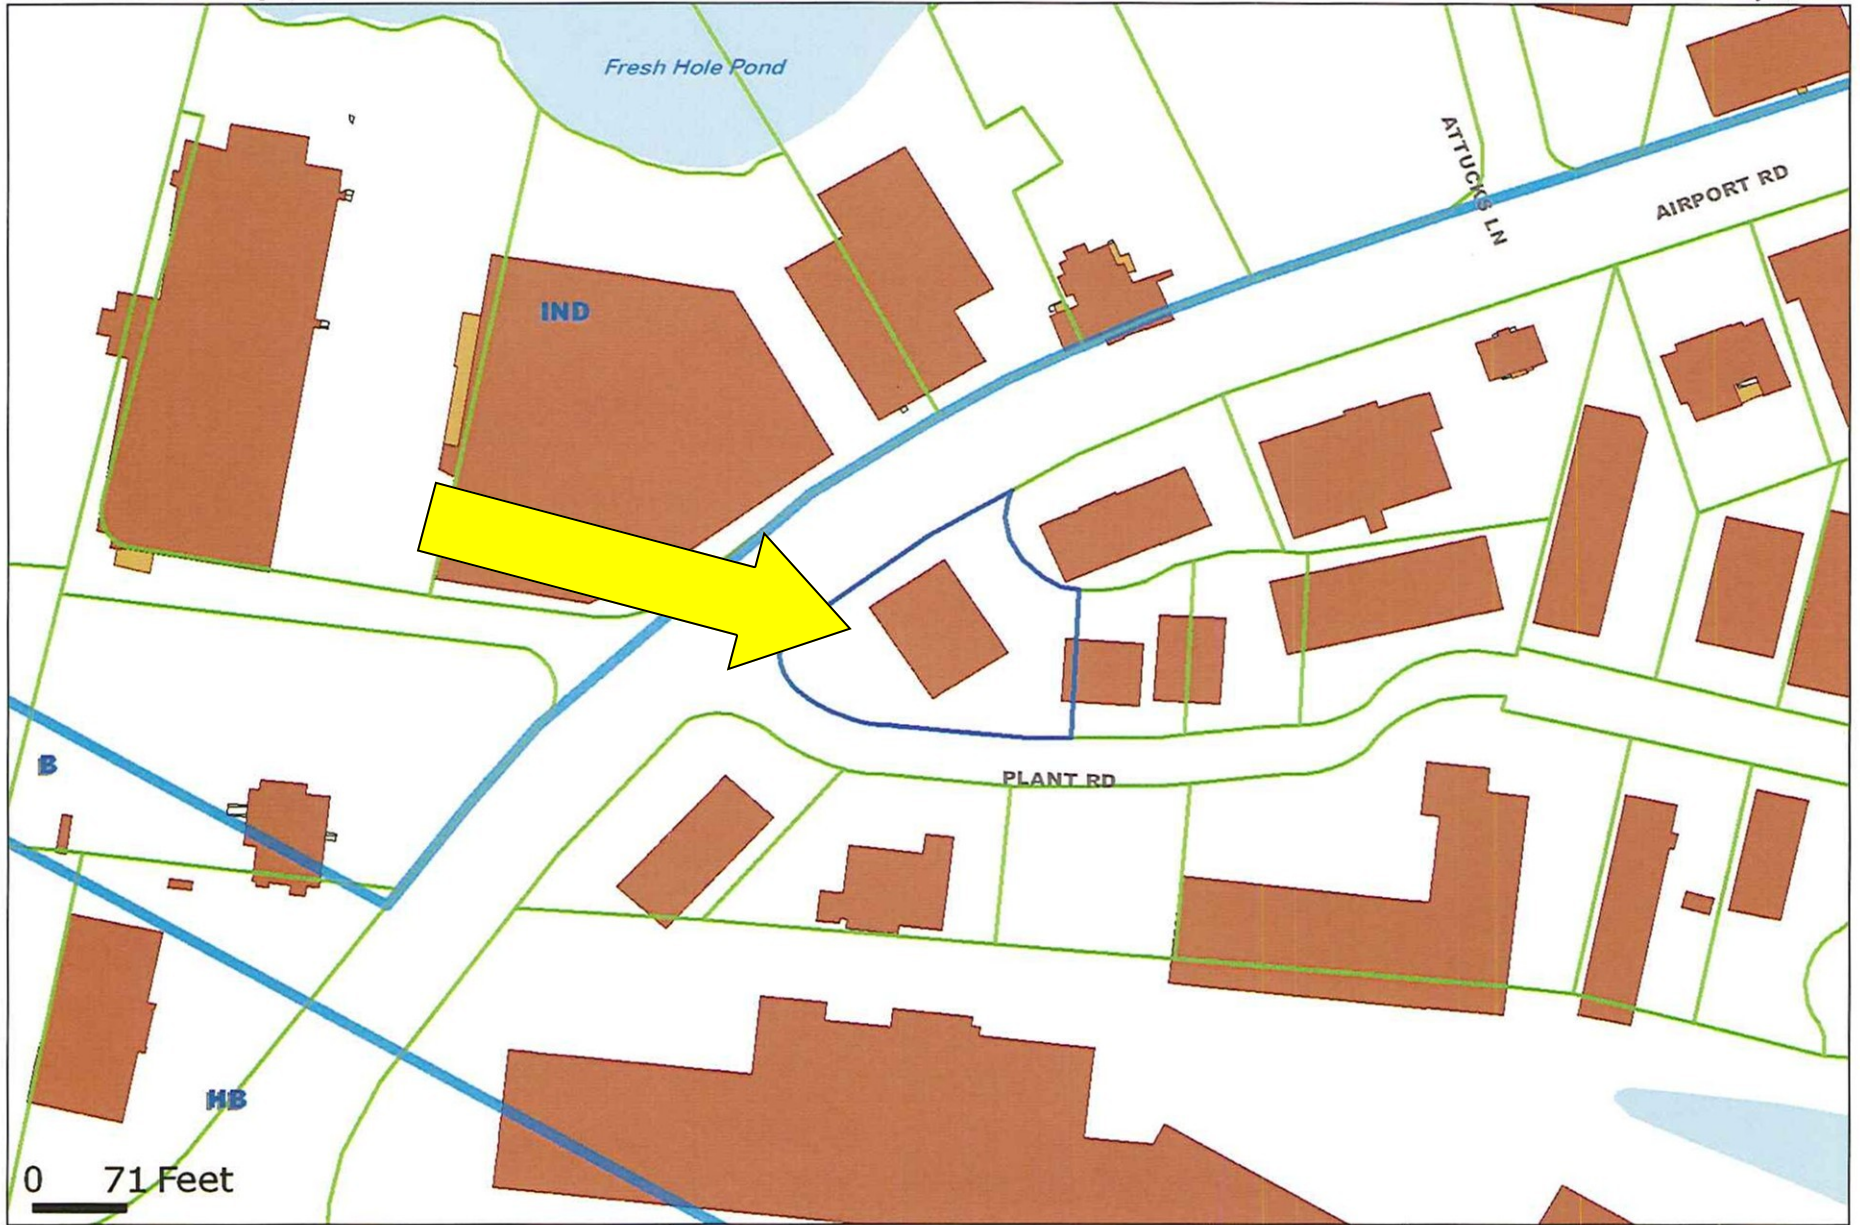 Fresh Hole Pond
ATTUCKS LN
AIRPORT RD
IND
B
PLANT RD
HB
0 71 Feet